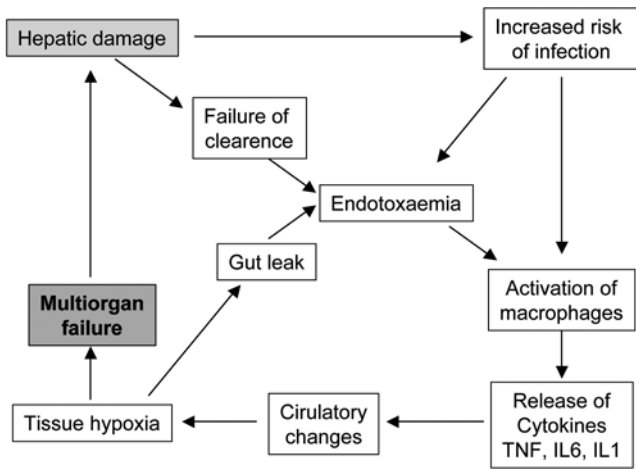 Hepatic damage
Increased risk
of infection
Failure of
clearence
Endotoxaemia
Gut leak
Activation of
macrophages
Multiorgan
failure
Tissue hypoxia
Cirulatory
changes
Release of
Cytokines
TNF, IL6, IL1